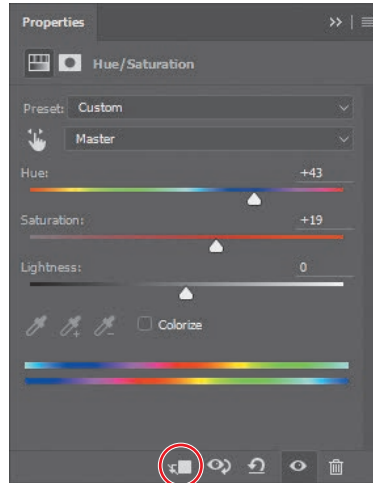 Properties
Hue/Saturation
Preset: Custom
Master
Hue: +43
Saturation: +19
Lightness: 0
Colorize